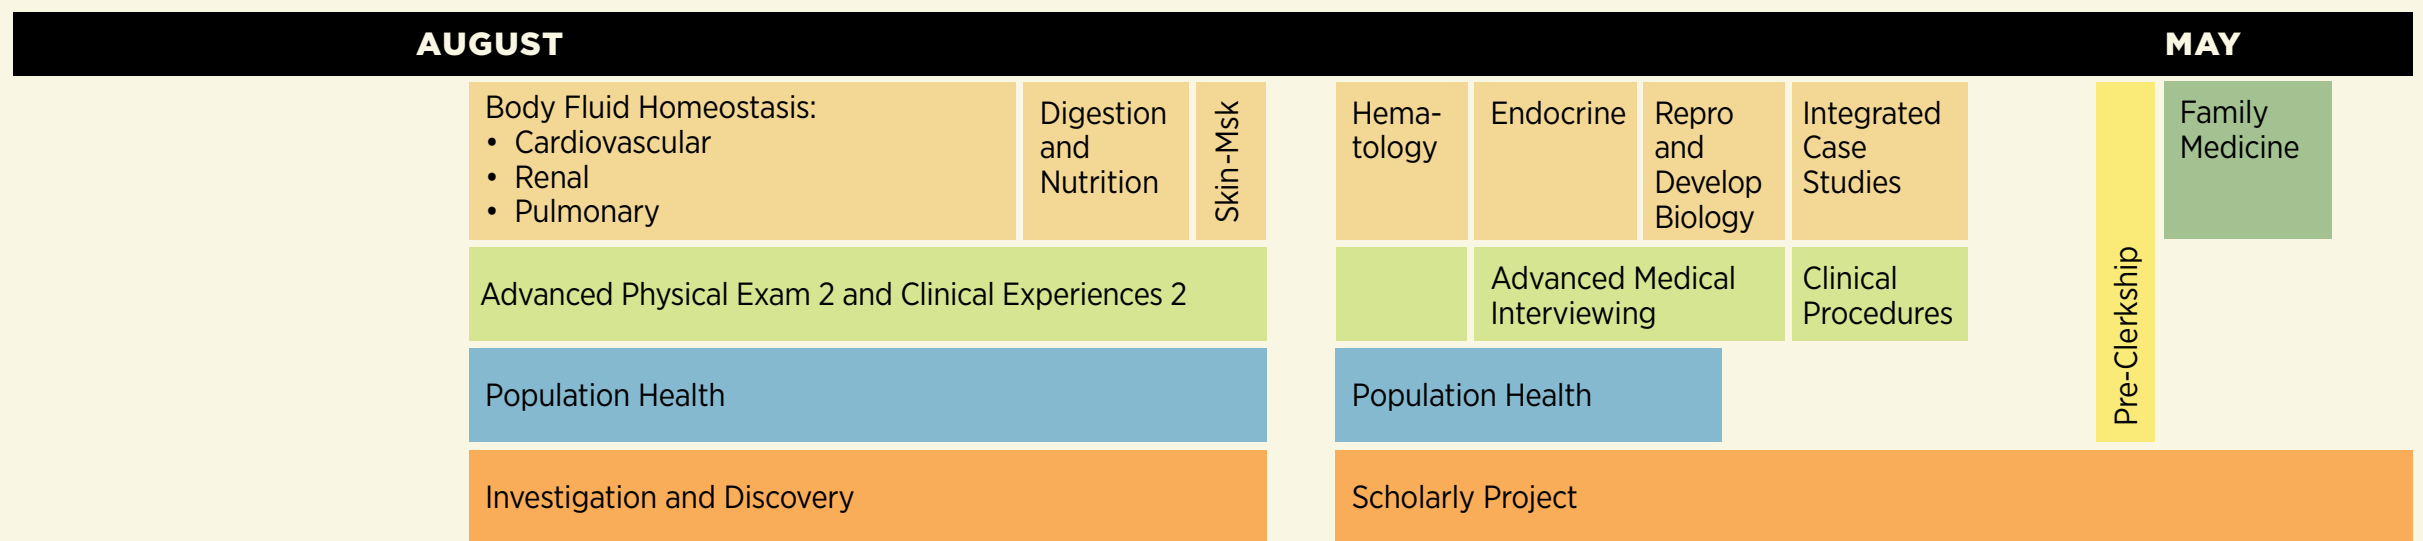 AUGUST
MAY
Body Fluid Homeostasis:
• Cardiovascular
• Renal
• Pulmonary
Digestion
and
Nutrition
Skin-Msk
Hema-
tology
Endocrine
Repro
and
Develop
Biology
Integrated
Case
Studies
Pre-Clerkship
Family
Medicine
Advanced Physical Exam 2 and Clinical Experiences 2
Advanced Medical
Interviewing
Clinical
Procedures
Population Health
Population Health
Investigation and Discovery
Scholarly Project